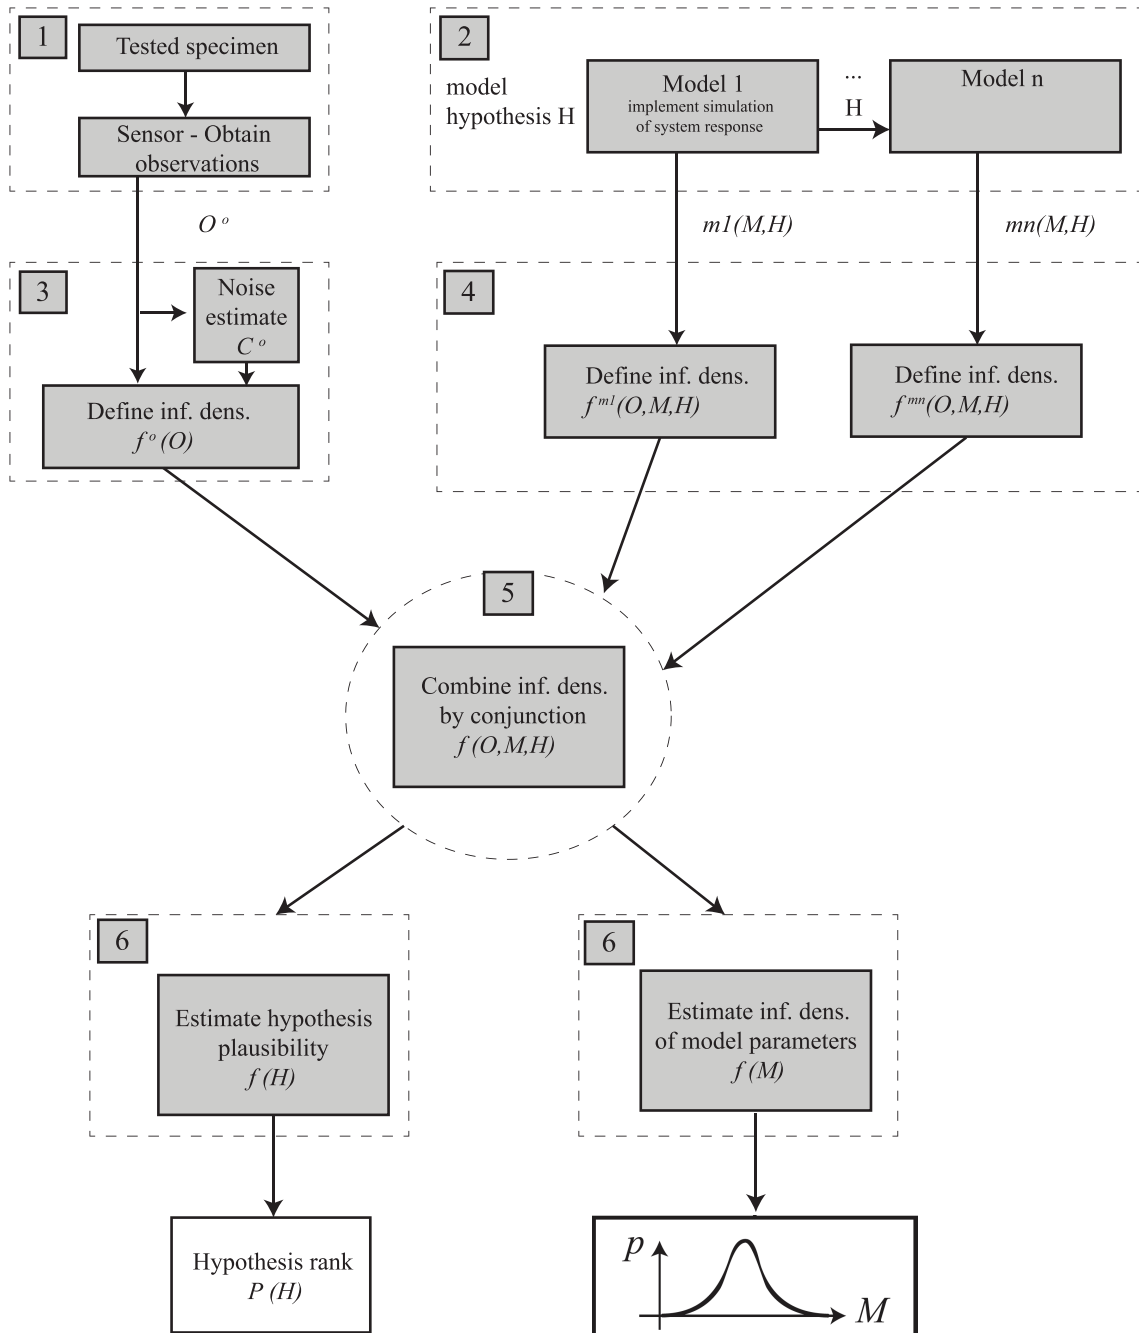 1
Tested specimen
Sensor - Obtain
observations
O o
2
model
hypothesis H
Model 1
implement simulation
of system response
...
H
Model n
m1(M,H)
mn(M,H)
3
Noise
estimate
C o
Define inf. dens.
f o (O)
4
Define inf. dens.
f m1(O,M,H)
Define inf. dens.
f mn(O,M,H)
5
Combine inf. dens.
by conjunction
f (O,M,H)
6
Estimate hypothesis
plausibility
f (H)
6
Estimate inf. dens.
of model parameters
f (M)
Hypothesis rank
P (H)
p
M